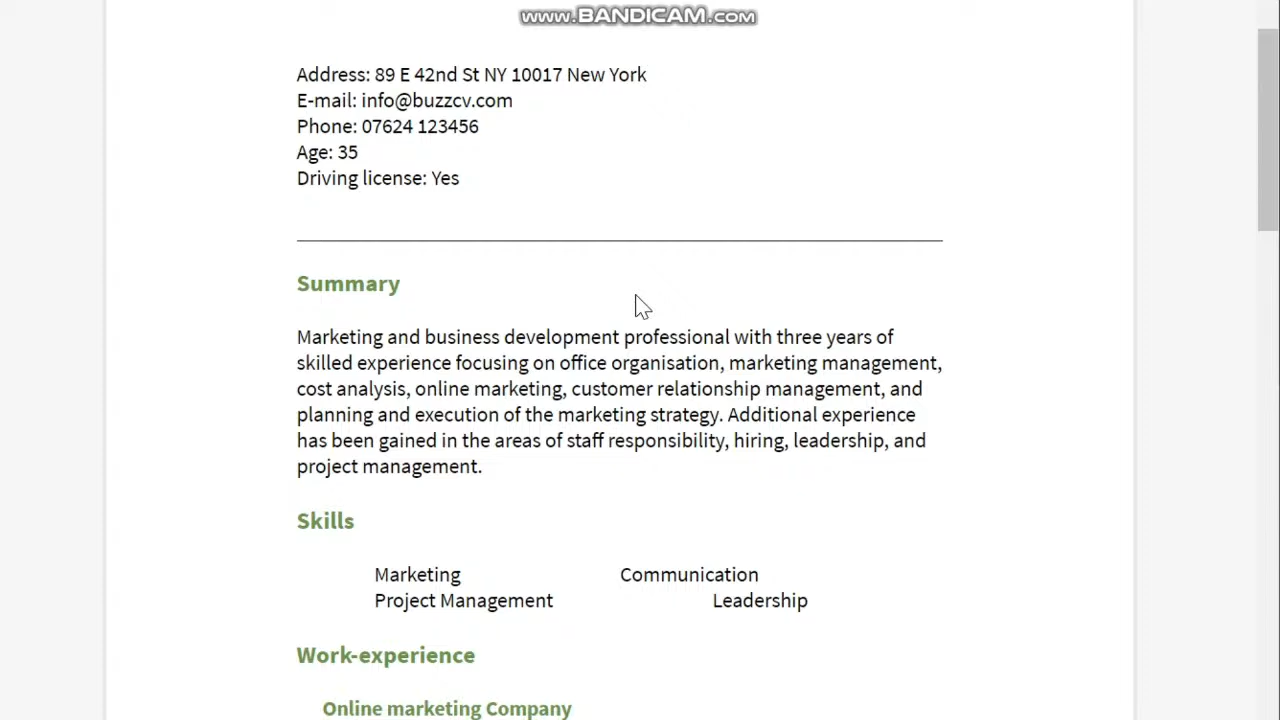 www.BANDICAM.com
Address: 89 E 42nd St NY 10017 New York
E-mail: info@buzzcv.com
Phone: 07624 123456
Age: 35
Driving license: Yes
Summary
Marketing and business development professional with three years of
skilled experience focusing on office organisation, marketing management,
cost analysis, online marketing, customer relationship management, and
planning and execution of the marketing strategy. Additional experience
has been gained in the areas of staff responsibility, hiring, leadership, and
project management.
Skills
Marketing Communication
Project Management Leadership
Work-experience
Online marketing Company